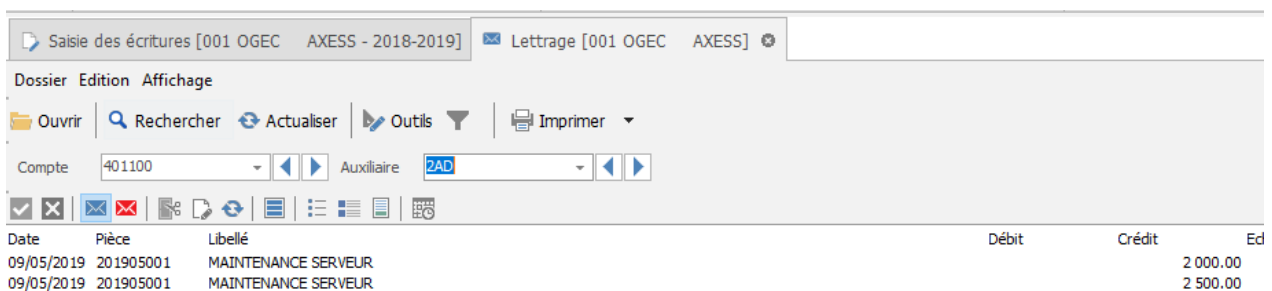 Saisie des écritures [001 OGEC AXESS - 2018-2019] Lettrage [001 OGEC AXESS]
Dossier Edition Affichage
Ouvrir Rechercher Actualiser Outils Imprimer
Compte 401100 Auxiliaire 2AD
Date Pièce Libellé Débit Crédit Ech
09/05/2019 201905001 MAINTENANCE SERVEUR 2 000.00
09/05/2019 201905001 MAINTENANCE SERVEUR 2 500.00